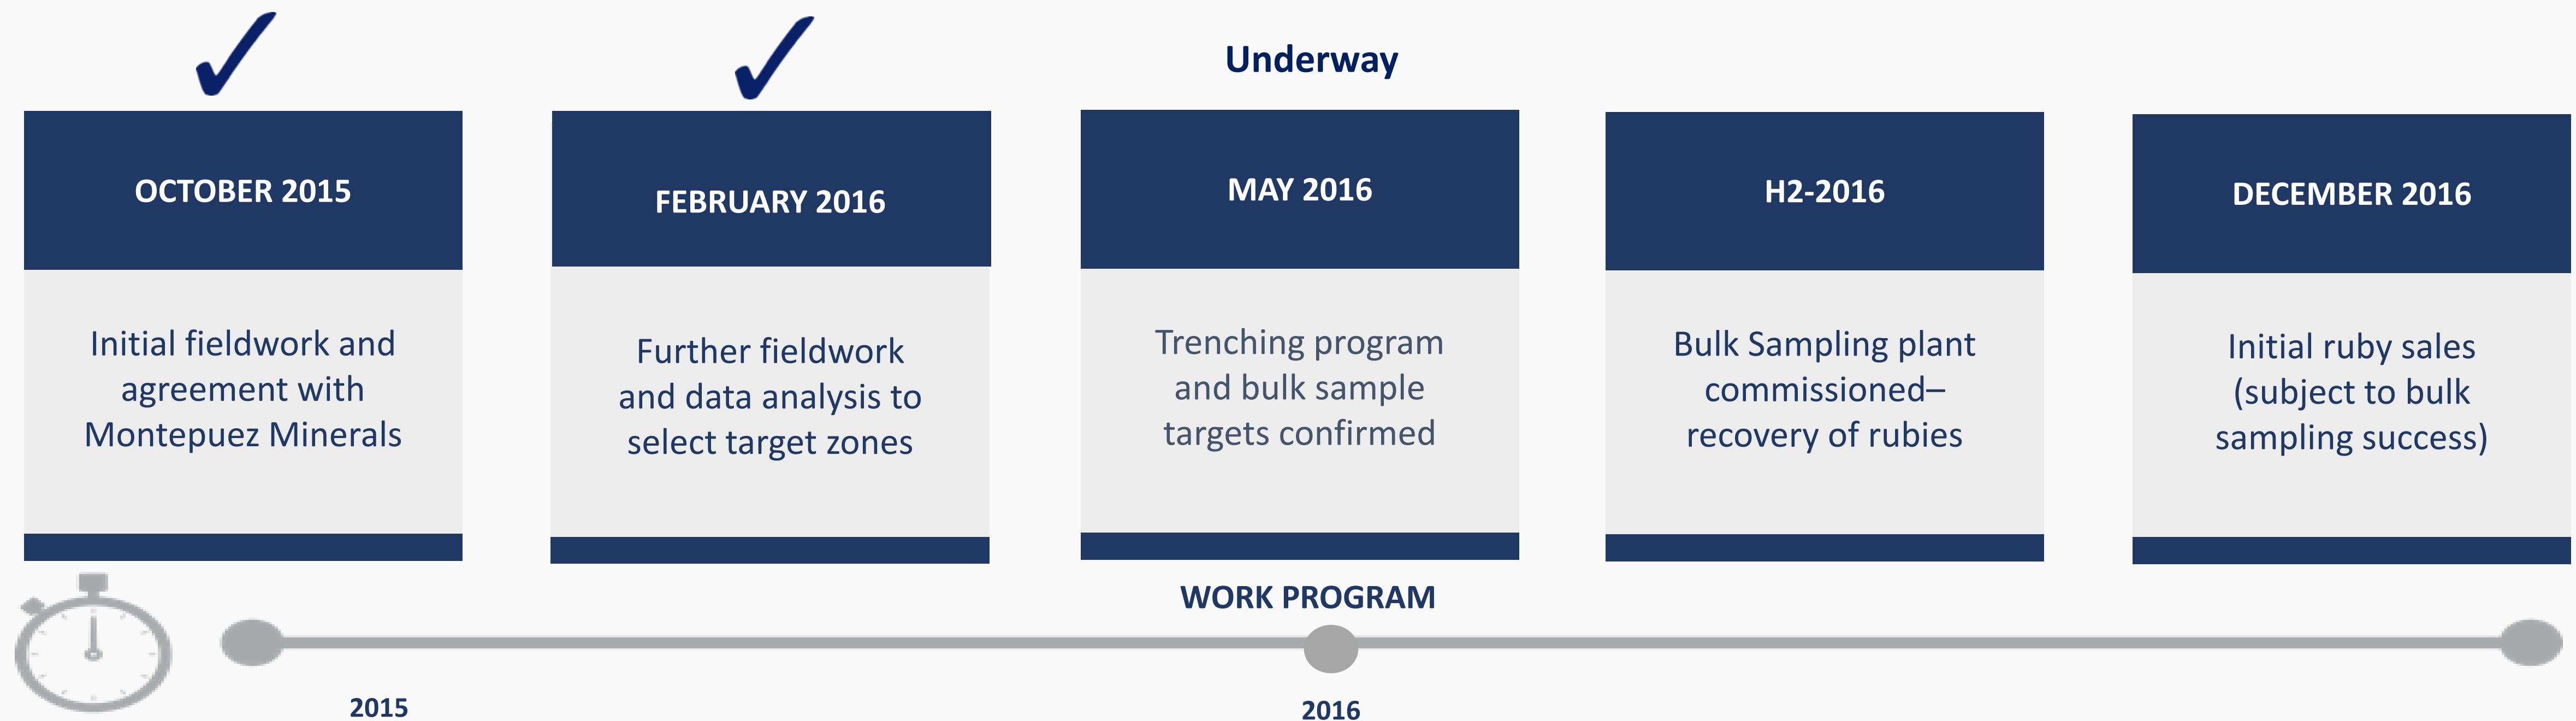 Underway
OCTOBER 2015
Initial fieldwork and
agreement with
Montepuez Minerals
FEBRUARY 2016
Further fieldwork
and data analysis to
select target zones
MAY 2016
Trenching program
and bulk sample
targets confirmed
H2-2016
Bulk Sampling plant
commissioned–
recovery of rubies
DECEMBER 2016
Initial ruby sales
(subject to bulk
sampling success)
WORK PROGRAM
2015
2016